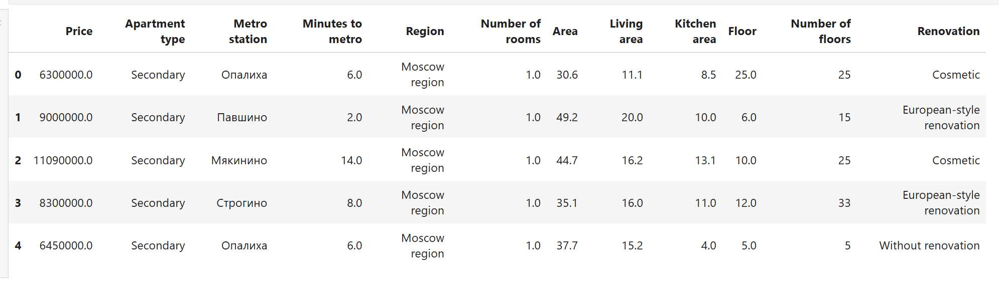 Price Apartment type Metro station Minutes to metro Region Number of rooms Area Living area Kitchen area Floor Number of floors Renovation
0 6300000.0 Secondary Опалиха 6.0 Moscow region 1.0 30.6 11.1 8.5 25.0 25 Cosmetic
1 9000000.0 Secondary Павшино 2.0 Moscow region 1.0 49.2 20.0 10.0 6.0 15 European-style renovation
2 11090000.0 Secondary Мякинино 14.0 Moscow region 1.0 44.7 16.2 13.1 10.0 25 Cosmetic
3 8300000.0 Secondary Строгино 8.0 Moscow region 1.0 35.1 16.0 11.0 12.0 33 European-style renovation
4 6450000.0 Secondary Опалиха 6.0 Moscow region 1.0 37.7 15.2 4.0 5.0 5 Without renovation